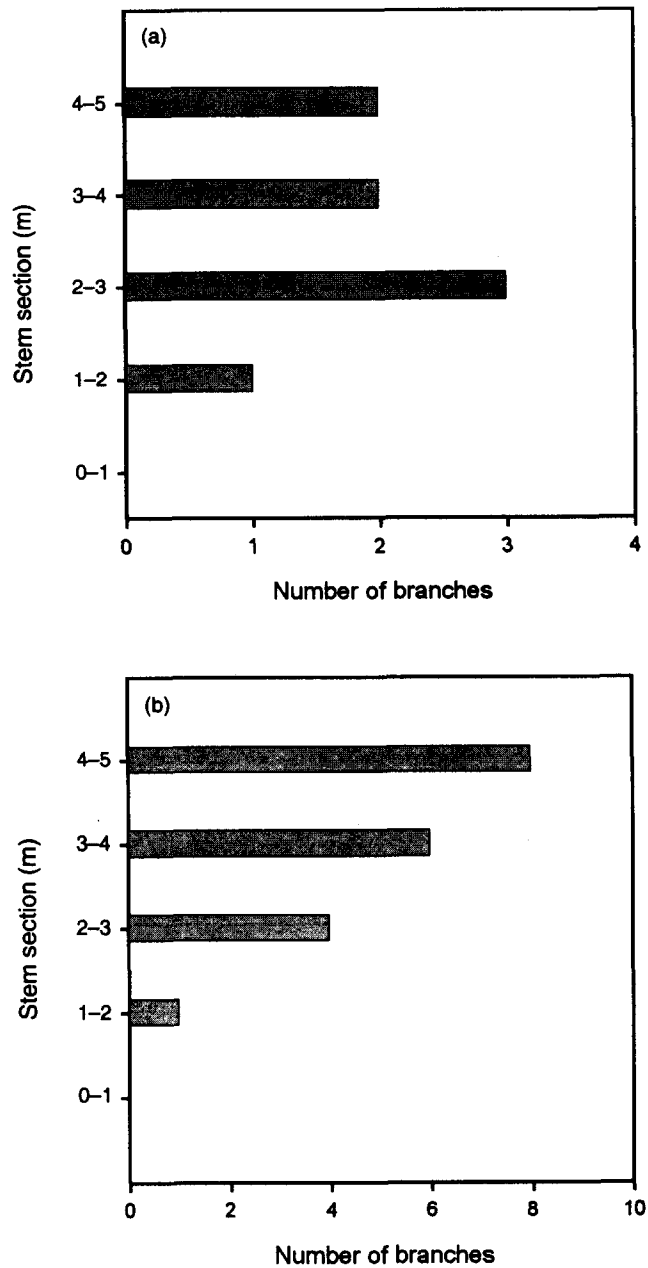 (a)
4–5
3–4
2–3
1–2
0–1
Stem section (m)
0 1 2 3 4
Number of branches
(b)
4–5
3–4
2–3
1–2
0–1
Stem section (m)
0 2 4 6 8 10
Number of branches